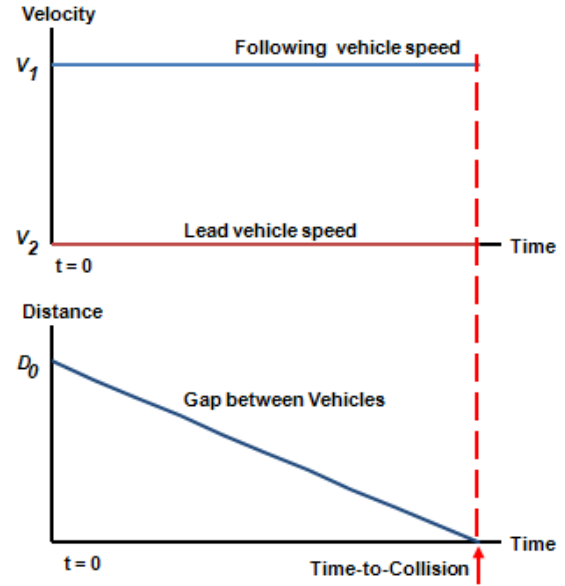 Velocity
Following vehicle speed
V1
Lead vehicle speed
V2
Time
t = 0
Distance
D0
Gap between Vehicles
Time
t = 0
Time-to-Collision